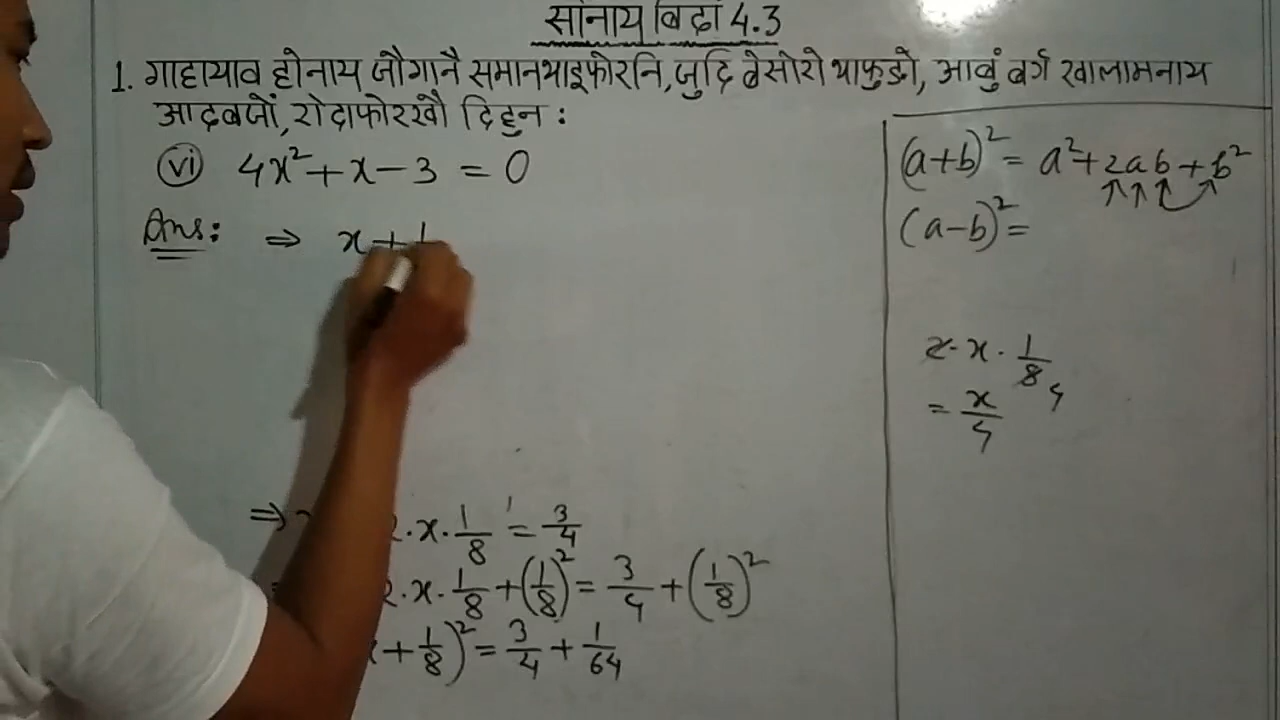 सानाय बिदां 4.3
1. गाहायाव होनाय जौगानै समानथाइफोरनि, जुदि बेसोरो थाफुङो, आबुं बर्ग खालामनाय
आदबजों, रोदाफोरखौ दिहुन :
(vi) 4x² + x - 3 = 0
Ans: ⇒ x + 1
⇒ 2·x·1/8 = 3/4
2·x·1/8 + (1/8)² = 3/4 + (1/8)²
x + 1/8)² = 3/4 + 1/64
(a+b)² = a² + 2ab + b²
(a-b)² =
2·x·1/8 4
= x/4